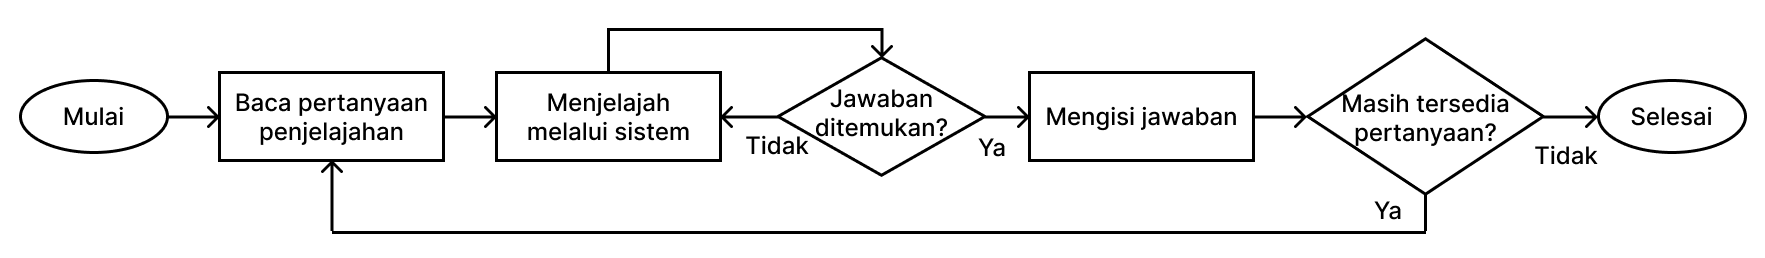 Mulai
Baca pertanyaan
penjelajahan
Menjelajah
melalui sistem
Jawaban
ditemukan?
Tidak
Ya
Mengisi jawaban
Masih tersedia
pertanyaan?
Tidak
Ya
Selesai